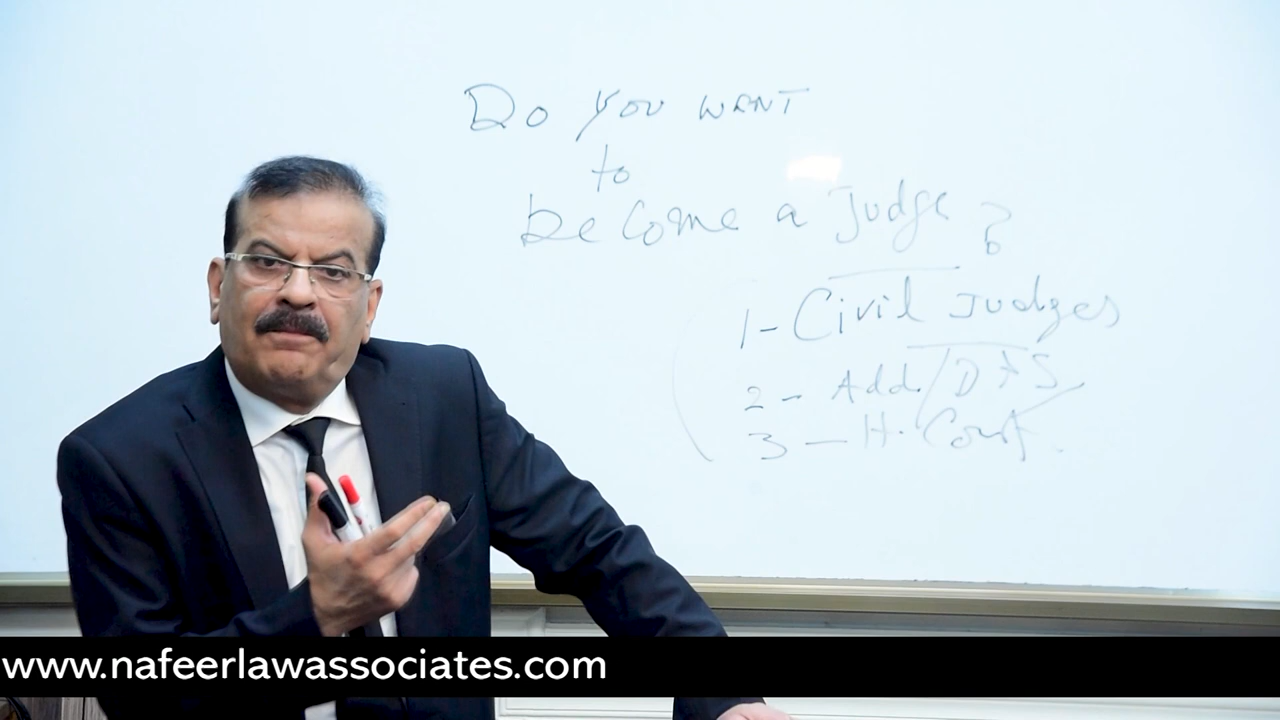 Do you want
to
become a Judge ?
1- Civil Judges
2- Add/D&S
3- H. Court
www.nafeerlawassociates.com